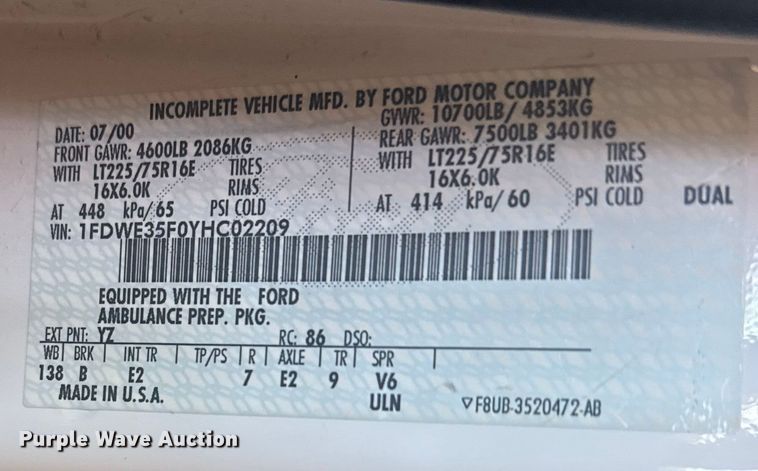 INCOMPLETE VEHICLE MFD. BY FORD MOTOR COMPANY
DATE: 07/00 GVWR: 10700LB/ 4853KG
FRONT GAWR: 4600LB 2086KG REAR GAWR: 7500LB 3401KG
WITH LT225/75R16E TIRES WITH LT225/75R16E TIRES
16X6.0K RIMS 16X6.0K RIMS
AT 448 kPa/65 PSI COLD AT 414 kPa/60 PSI COLD DUAL
VIN: 1FDWE35F0YHC02209
EQUIPPED WITH THE FORD
AMBULANCE PREP. PKG.
EXT PNT: YZ RC: 86 DSO:
WB BRK INT TR TP/PS R AXLE TR SPR
138 B E2 7 E2 9 V6
MADE IN U.S.A. ULN F8UB-3520472-AB
Purple Wave Auction